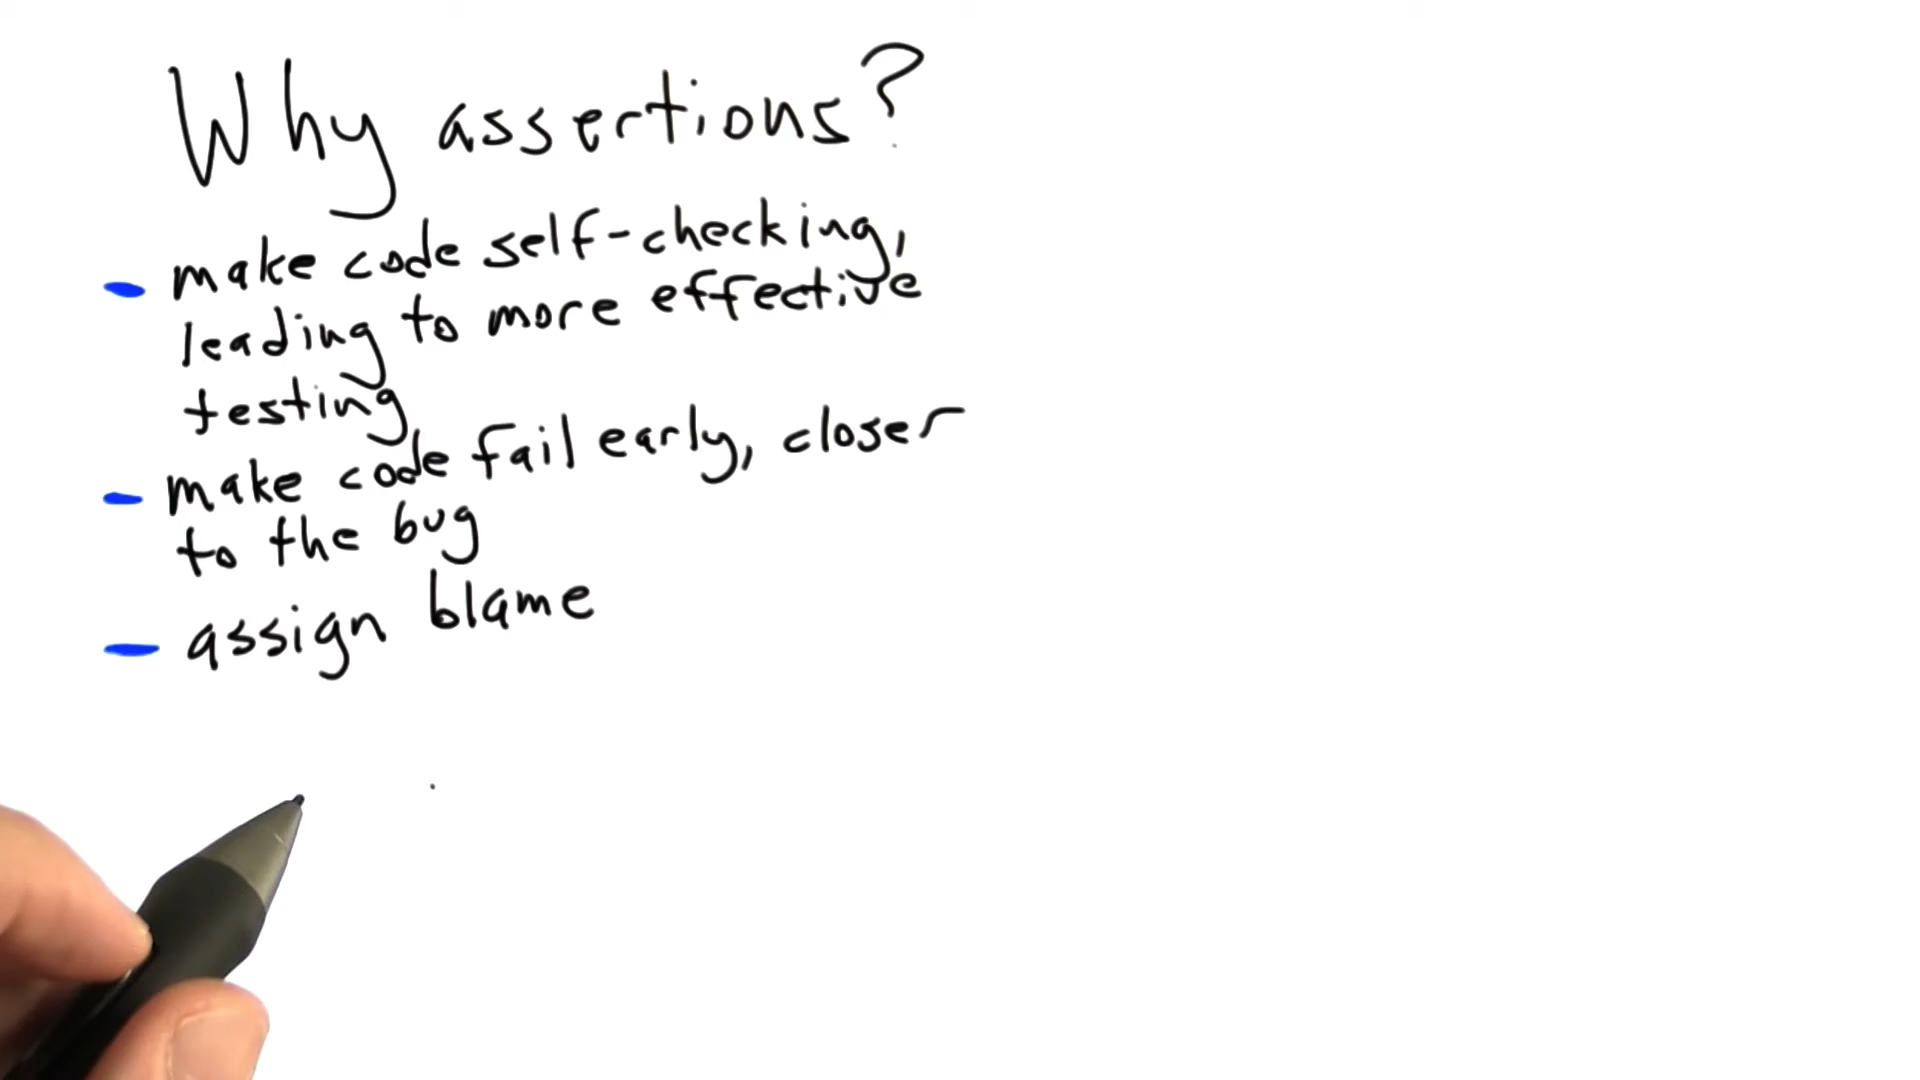 Why assertions?
- make code self-checking,
leading to more effective
testing
- make code fail early, closer
to the bug
- assign blame